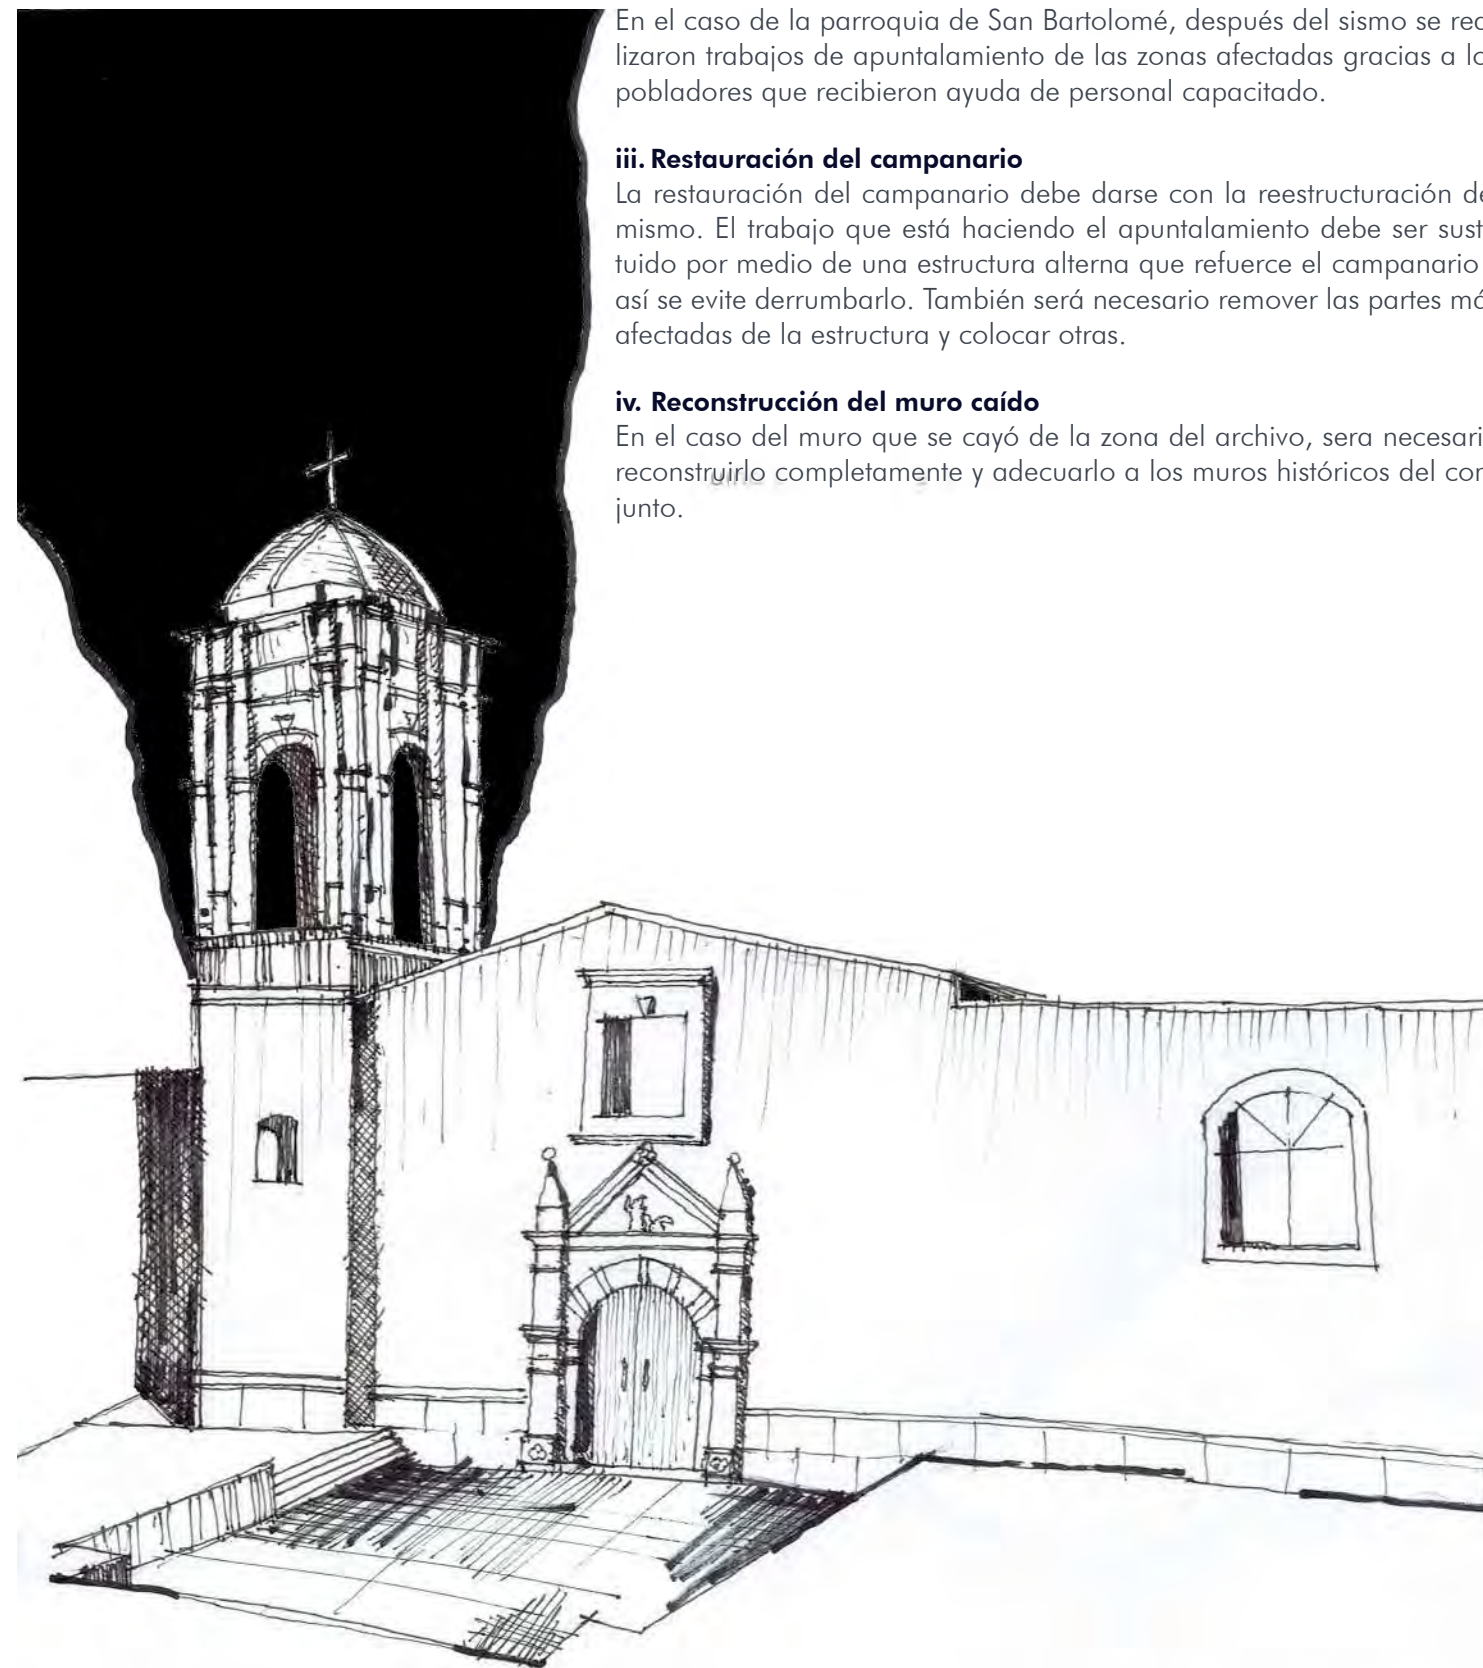 En el caso de la parroquia de San Bartolomé, después del sismo se rea
lizaron trabajos de apuntalamiento de las zonas afectadas gracias a lo
pobladores que recibieron ayuda de personal capacitado.
iii. Restauración del campanario
La restauración del campanario debe darse con la reestructuración de
mismo. El trabajo que está haciendo el apuntalamiento debe ser sust
tuido por medio de una estructura alterna que refuerce el campanario
así se evite derrumbarlo. También será necesario remover las partes má
afectadas de la estructura y colocar otras.
iv. Reconstrucción del muro caído
En el caso del muro que se cayó de la zona del archivo, sera necesari
reconstruirlo completamente y adecuarlo a los muros históricos del con
junto.